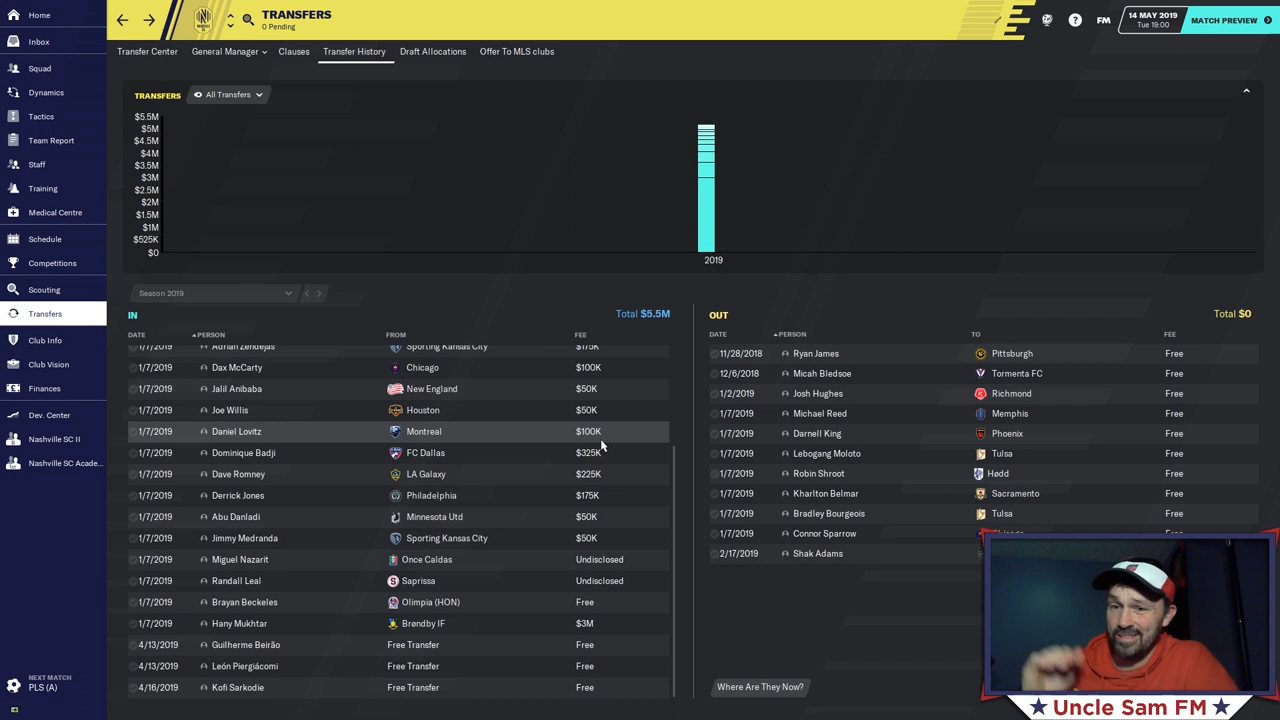 Home
TRANSFERS
0 Pending
14 MAY 2019
Tue 19:00
MATCH PREVIEW
FM
Inbox
Squad
Dynamics
Tactics
Team Report
Staff
Training
Medical Centre
Schedule
Competitions
Scouting
Transfers
Club Info
Club Vision
Finances
Dev. Center
Nashville SC II
Nashville SC Acade...
NEXT MATCH
PLS (A)
Transfer Center General Manager Clauses Transfer History Draft Allocations Offer To MLS clubs
TRANSFERS All Transfers
$5.5M
$5M
$4.5M
$4M
$3.5M
$3M
$2.5M
$2M
$1.5M
$1M
$525K
$0
2019
Season 2019
IN Total $5.5M
DATE PERSON FROM FEE
1/7/2019 Adrian Zendejas Sporting Kansas City $175K
1/7/2019 Dax McCarty Chicago $100K
1/7/2019 Jalil Anibaba New England $50K
1/7/2019 Joe Willis Houston $50K
1/7/2019 Daniel Lovitz Montreal $100K
1/7/2019 Dominique Badji FC Dallas $325K
1/7/2019 Dave Romney LA Galaxy $225K
1/7/2019 Derrick Jones Philadelphia $175K
1/7/2019 Abu Danladi Minnesota Utd $50K
1/7/2019 Jimmy Medranda Sporting Kansas City $50K
1/7/2019 Miguel Nazarit Once Caldas Undisclosed
1/7/2019 Randall Leal Saprissa Undisclosed
1/7/2019 Brayan Beckeles Olimpia (HON) Free
1/7/2019 Hany Mukhtar Brøndby IF $3M
4/13/2019 Guilherme Beirão Free Transfer Free
4/13/2019 León Piergiácomi Free Transfer Free
4/16/2019 Kofi Sarkodie Free Transfer Free
OUT Total $0
DATE PERSON TO FEE
11/28/2018 Ryan James Pittsburgh Free
12/6/2018 Micah Bledsoe Tormenta FC Free
1/2/2019 Josh Hughes Richmond Free
1/7/2019 Michael Reed Memphis Free
1/7/2019 Darnell King Phoenix Free
1/7/2019 Lebogang Moloto Tulsa Free
1/7/2019 Robin Shroot Hødd Free
1/7/2019 Kharlton Belmar Sacramento Free
1/7/2019 Bradley Bourgeois Tulsa Free
1/7/2019 Connor Sparrow
2/17/2019 Shak Adams
Where Are They Now?
Uncle Sam FM